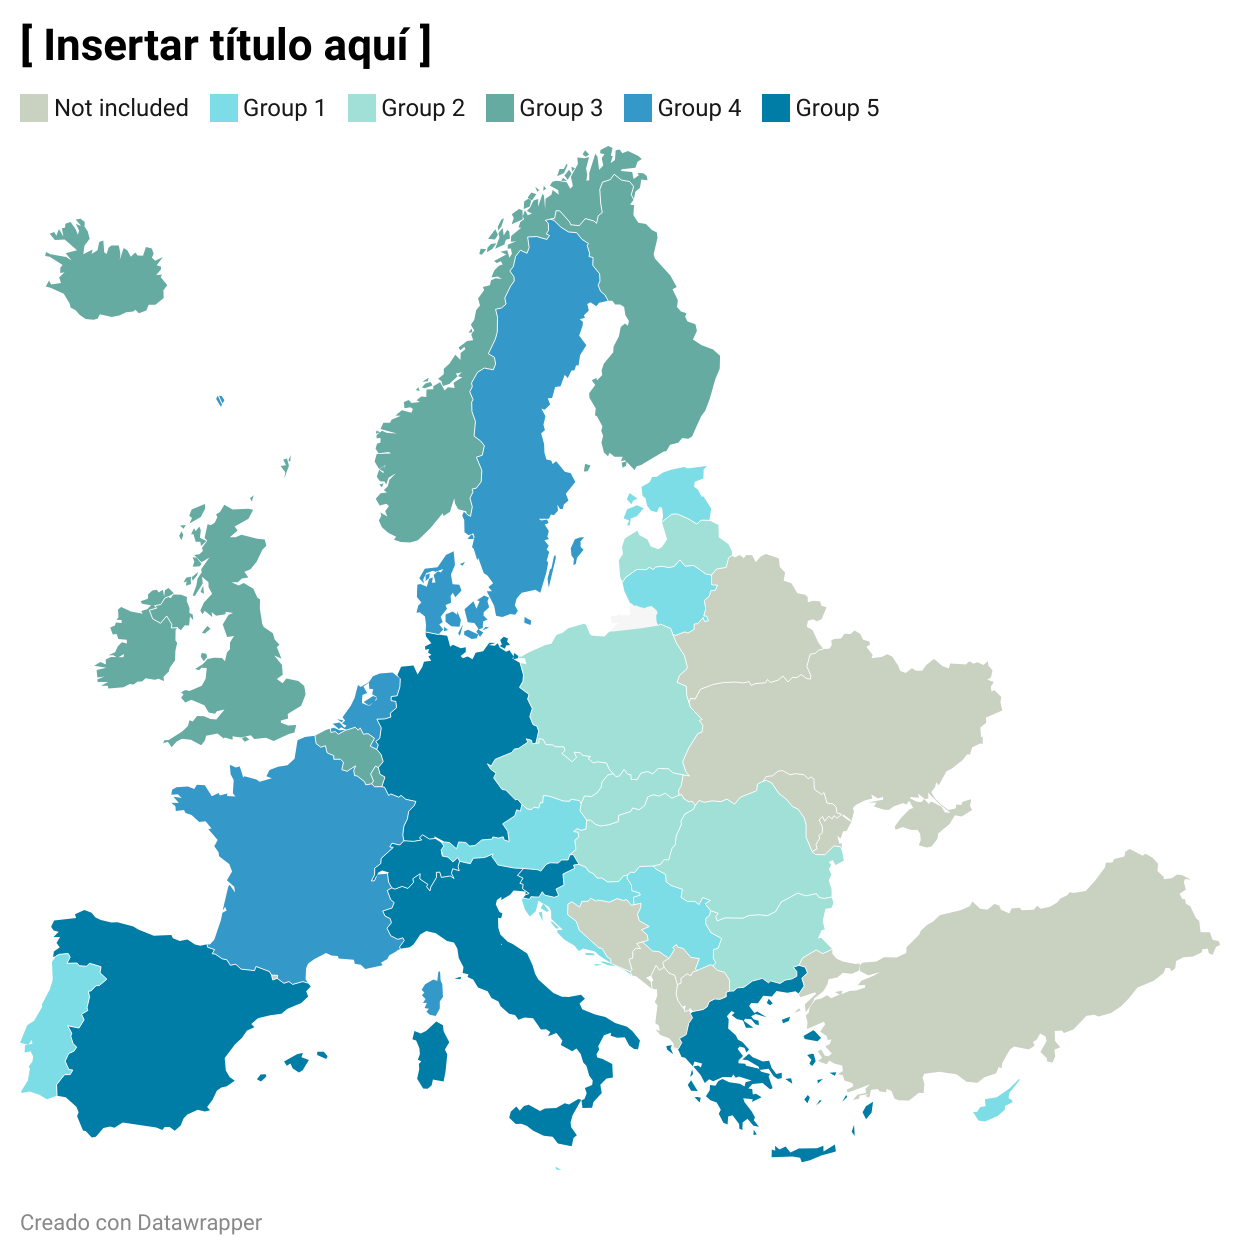 [ Insertar título aquí ]
Not included Group 1 Group 2 Group 3 Group 4 Group 5
Creado con Datawrapper